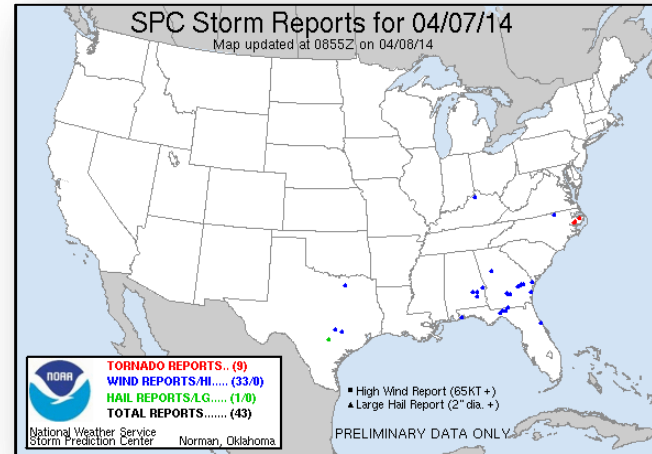 SPC Storm Reports for 04/07/14
Map updated at 0855Z on 04/08/14
NOAA
TORNADO REPORTS.. (9)
WIND REPORTS/HI..... (33/0)
HAIL REPORTS/LG..... (1/0)
TOTAL REPORTS....... (43)
National Weather Service
Storm Prediction Center Norman, Oklahoma
High Wind Report (65KT +)
Large Hail Report (2" dia. +)
PRELIMINARY DATA ONLY